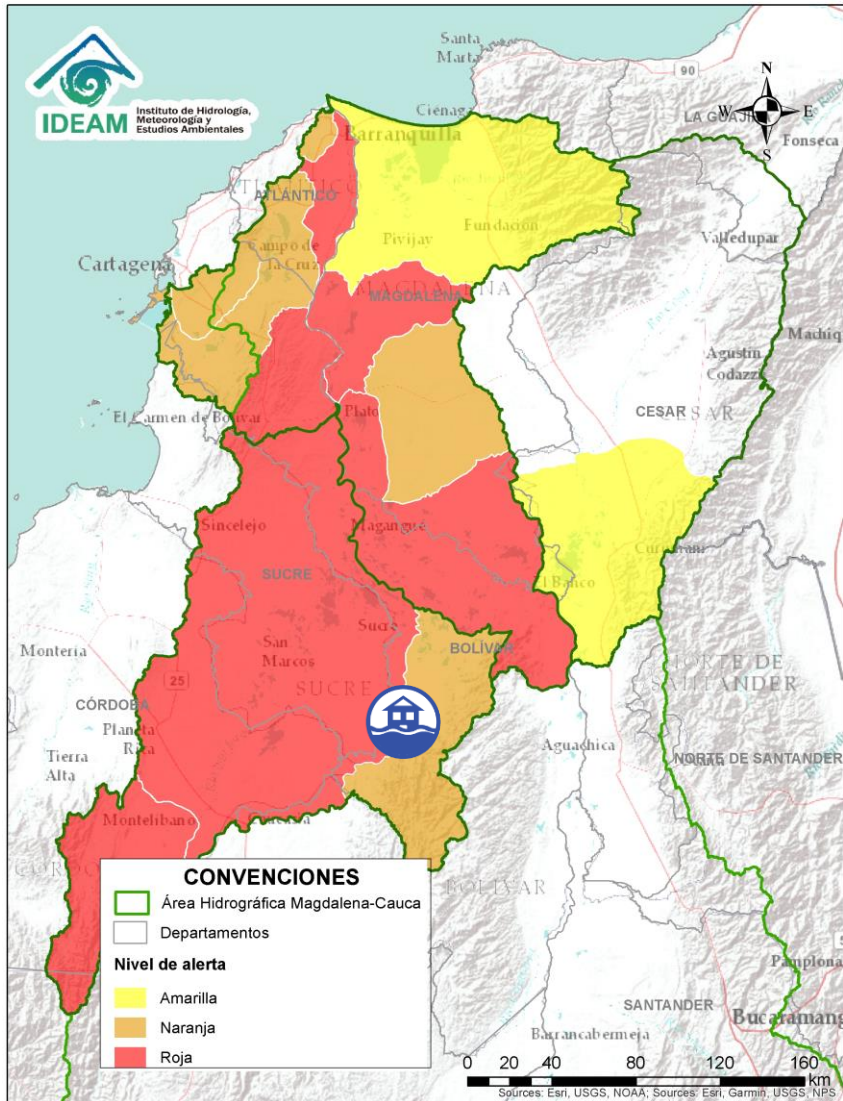 IDEAM
Instituto de Hidrología,
Meteorología y
Estudios Ambientales
Santa
Marta
90
N
W
E
S
LA GUAJI
Ciénaga
Fonseca
Barranquilla
ATLÁNTICO
Pivijay
Fundación
Valledupar
Cartagena
Campo de
la Cruz
MAGDALENA
Machiq
Agustín
Codazzi
El Carmen de Bolívar
Plato
CESAR
CESAR
Sincelejo
Magangué
SUCRE
El Banco
Montería
Sucre
BOLÍVAR
San
Marcos
NORTE DE
SANTANDER
25
SUCRE
CÓRDOBA
Planeta
Rica
Aguachica
Tierra
Alta
NORTE DE SANTANDER
Montelibano
BOLÍVAR
CONVENCIONES
Área Hidrográfica Magdalena-Cauca
Departamentos
Nivel de alerta
Amarilla
Naranja
Roja
Pamplona
SANTANDER
Bucaramang
Barrancabermeja
0 20 40 80 120 160
km
Sources: Esri, USGS, NOAA; Sources: Esri, Garmin, USGS, NPS